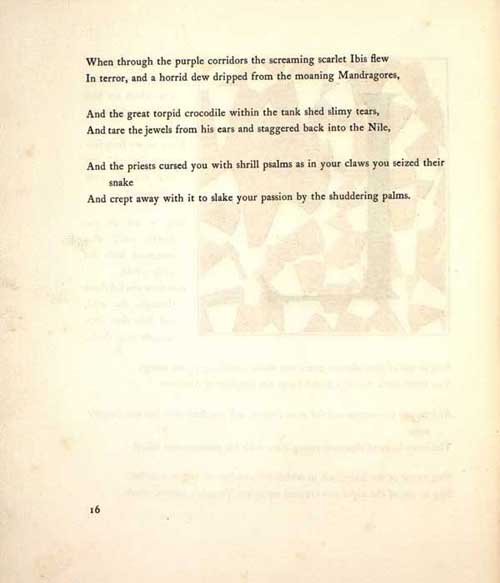 When through the purple corridors the screaming scarlet Ibis flew
In terror, and a horrid dew dripped from the moaning Mandragores,
And the great torpid crocodile within the tank shed slimy tears,
And tare the jewels from his ears and staggered back into the Nile,
And the priests cursed you with shrill psalms as in your claws you seized their
snake
And crept away with it to slake your passion by the shuddering palms.
16